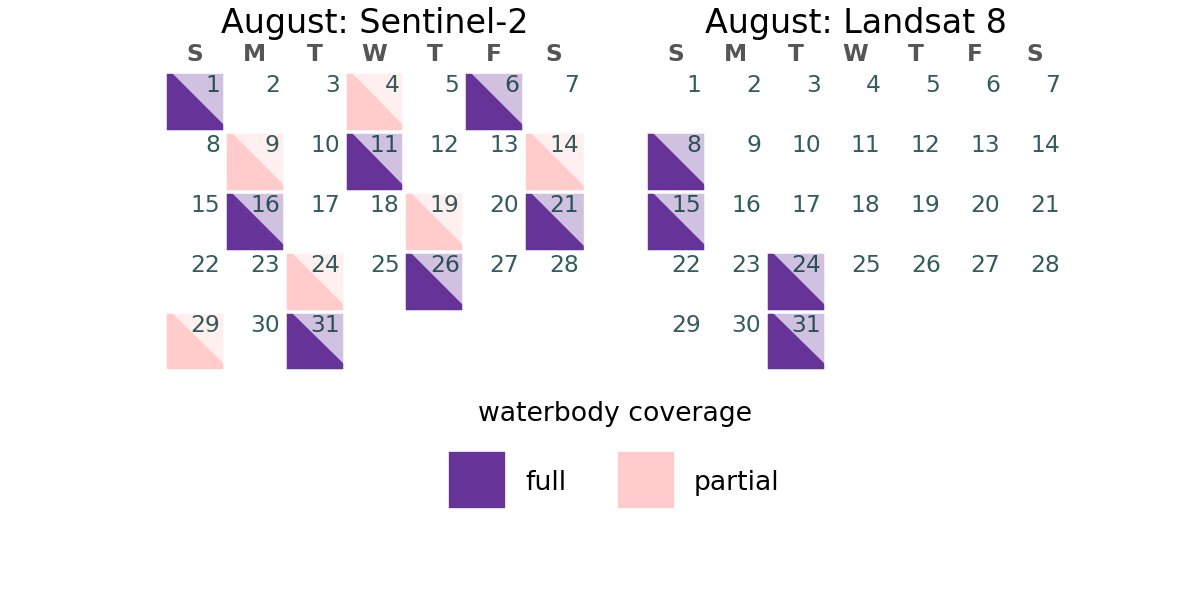 August: Sentinel-2
S M T W T F S
1 2 3 4 5 6 7
8 9 10 11 12 13 14
15 16 17 18 19 20 21
22 23 24 25 26 27 28
29 30 31
August: Landsat 8
S M T W T F S
1 2 3 4 5 6 7
8 9 10 11 12 13 14
15 16 17 18 19 20 21
22 23 24 25 26 27 28
29 30 31
waterbody coverage
full
partial